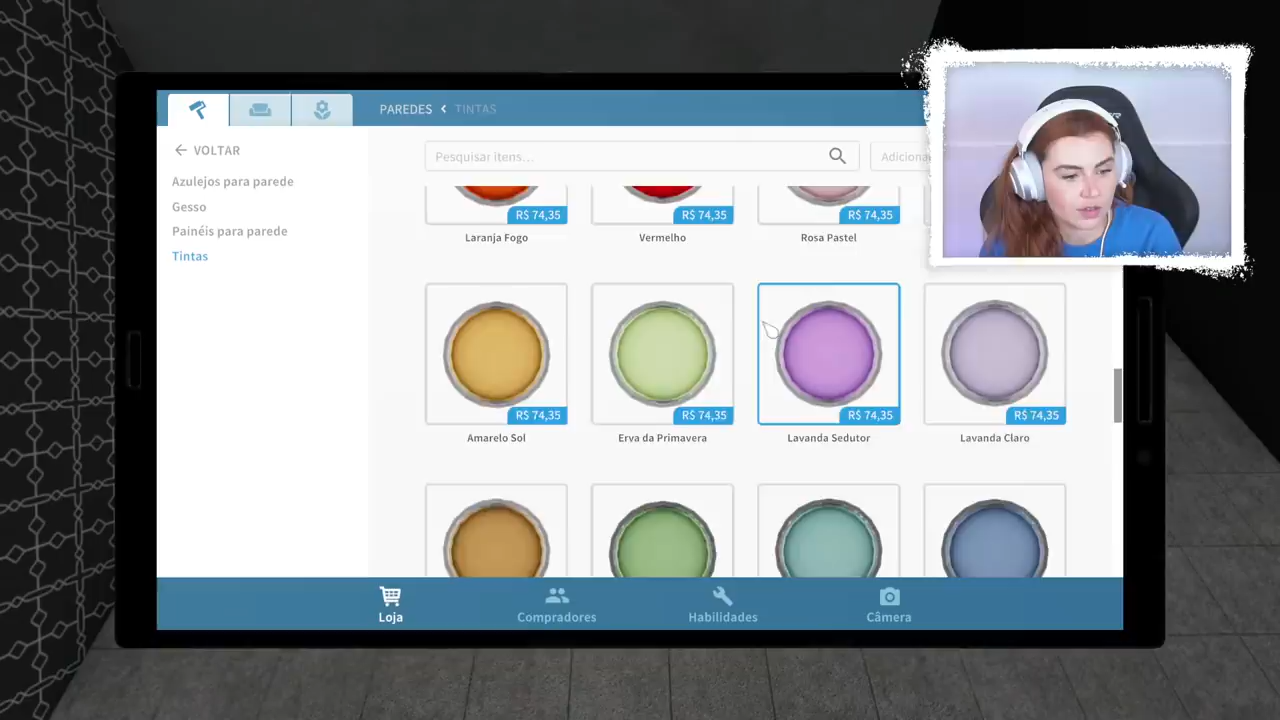 PAREDES < TINTAS
VOLTAR
Pesquisar itens...
Adiciona
Azulejos para parede
Gesso
Painéis para parede
Tintas
R$ 74,35
R$ 74,35
R$ 74,35
Laranja Fogo
Vermelho
Rosa Pastel
R$ 74,35
R$ 74,35
R$ 74,35
R$ 74,35
Amarelo Sol
Erva da Primavera
Lavanda Sedutor
Lavanda Claro
Loja
Compradores
Habilidades
Câmera